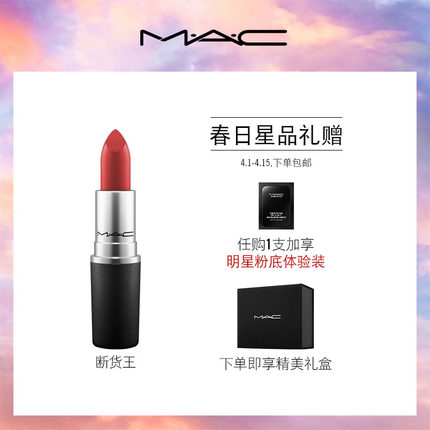 M·A·C
春日星品礼赠
4.1-4.15,下单包邮
MAC
任购1支加享
明星粉底体验装
MAC
断货王
下单即享精美礼盒